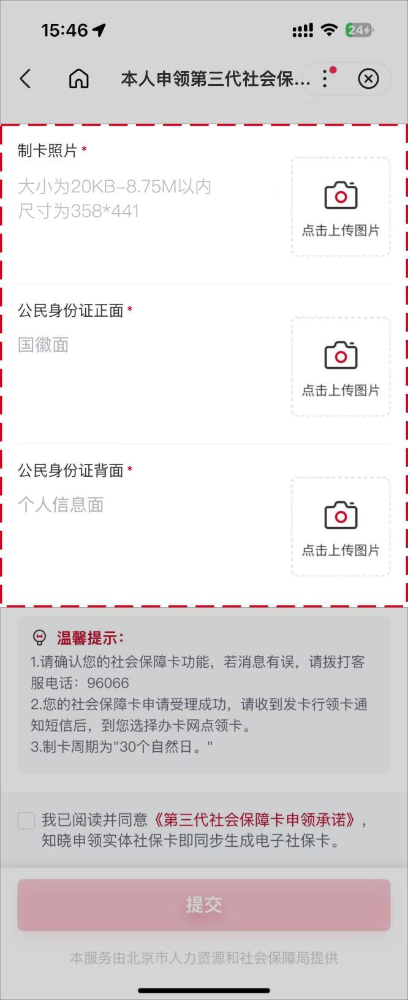 15:46
24
本人申领第三代社会保...
制卡照片*
大小为20KB-8.75M以内
尺寸为358*441
点击上传图片
公民身份证正面*
国徽面
点击上传图片
公民身份证背面*
个人信息面
点击上传图片
温馨提示：
1.请确认您的社会保障卡功能，若消息有误，请拨打客
服电话：96066
2.您的社会保障卡申请受理成功，请收到发卡行领卡通
知短信后，到您选择办卡网点领卡。
3.制卡周期为"30个自然日。"
我已阅读并同意《第三代社会保障卡申领承诺》，
知晓申领实体社保卡即同步生成电子社保卡。
提交
本服务由北京市人力资源和社会保障局提供